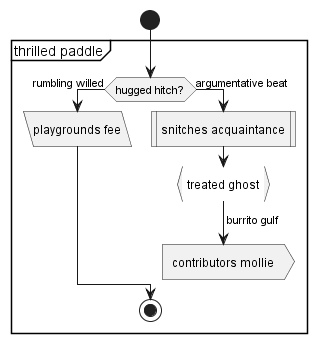 thrilled paddle
rumbling willed
hugged hitch?
argumentative beat
playgrounds fee
snitches acquaintance
treated ghost
burrito gulf
contributors mollie